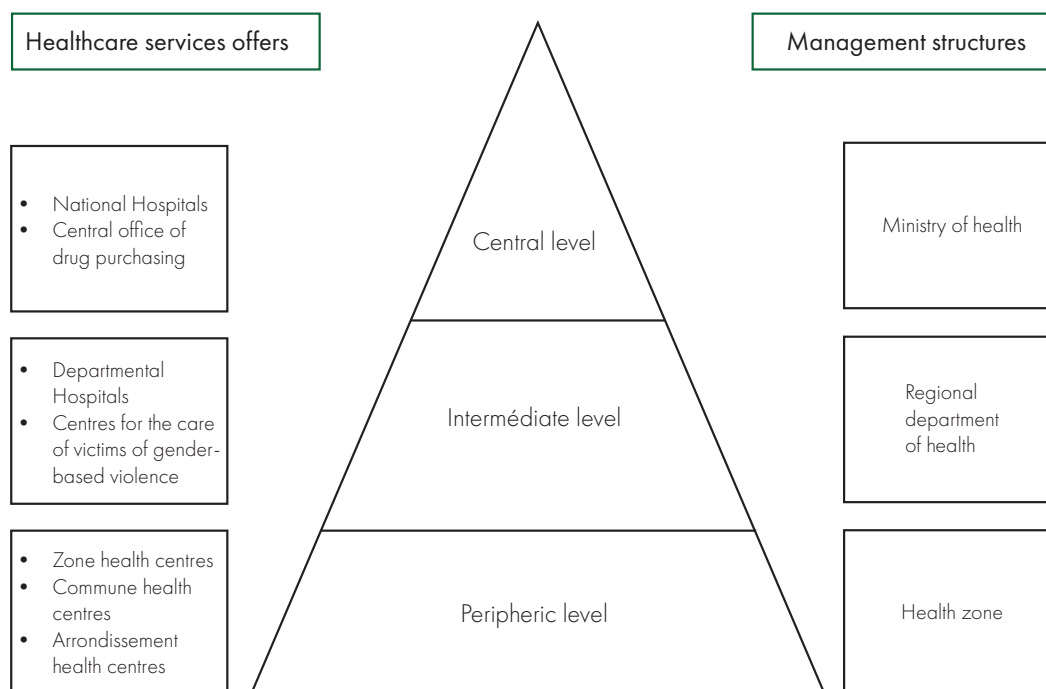 Healthcare services offers
Management structures
• National Hospitals
• Central office of
drug purchasing
Central level
Ministry of health
• Departmental
Hospitals
• Centres for the care
of victims of gender-
based violence
Intermédiate level
Regional
department
of health
• Zone health centres
• Commune health
centres
• Arrondissement
health centres
Peripheric level
Health zone